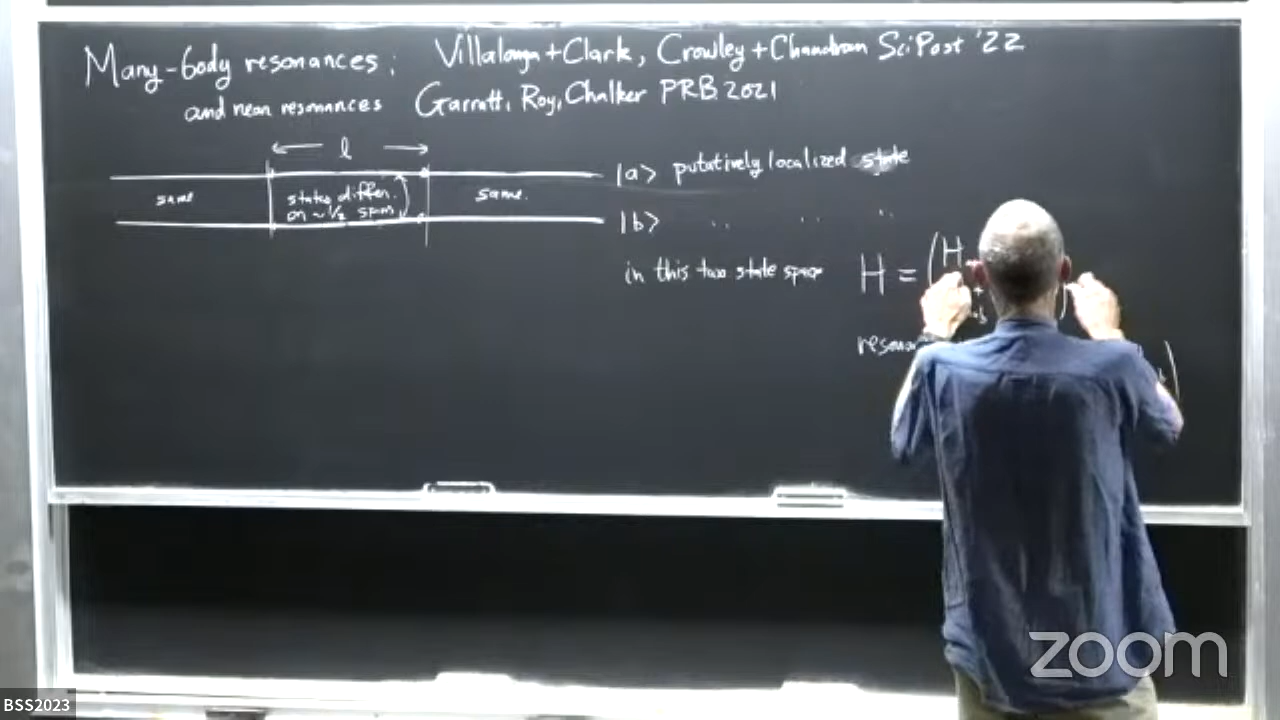 Many-body resonances: Villalonga + Clark, Crowley + Chandran SciPost '22
and near resonances Garratt, Roy, Chalker PRB 2021
l
|a> putatively localized state
same states differ same.
on ~1/2 spin
|b> " " "
in this two state space H = (H
zoom
BSS2023